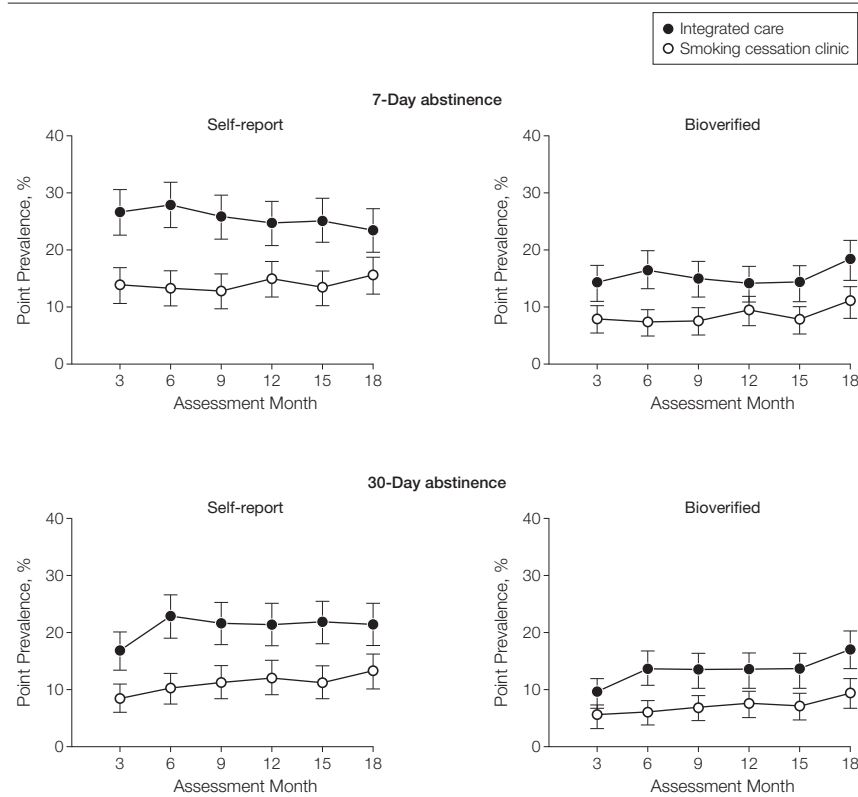 Integrated care
Smoking cessation clinic
7-Day abstinence
Self-report
Point Prevalence, %
40
30
20
10
0
3 6 9 12 15 18
Assessment Month
Bioverified
Point Prevalence, %
40
30
20
10
0
3 6 9 12 15 18
Assessment Month
30-Day abstinence
Self-report
Point Prevalence, %
40
30
20
10
0
3 6 9 12 15 18
Assessment Month
Bioverified
Point Prevalence, %
40
30
20
10
0
3 6 9 12 15 18
Assessment Month